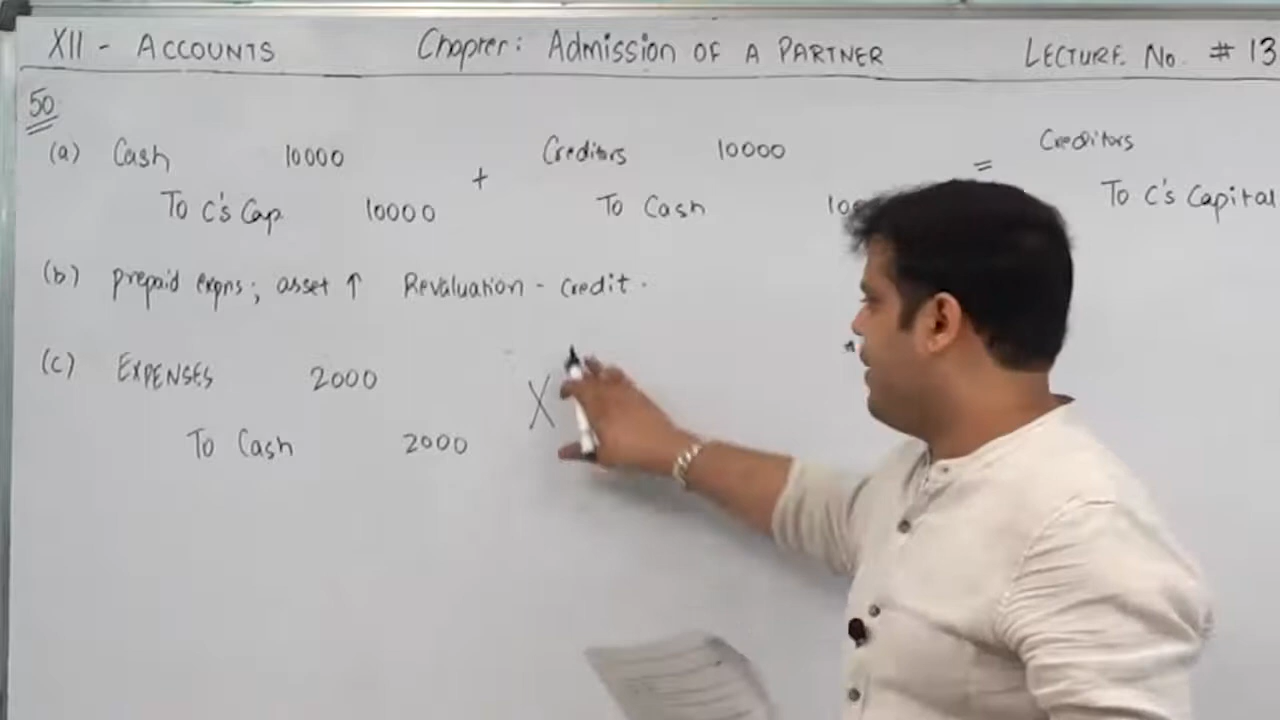 XII - ACCOUNTS Chapter: Admission OF A PARTNER LECTURE No. # 13
50
(a) Cash 10000 + Creditors 10000 = Creditors
To C's Cap. 10000 To Cash To C's Capital
(b) prepaid expns; asset ↑ Revaluation - credit.
(c) EXPENSES 2000 X
To Cash 2000